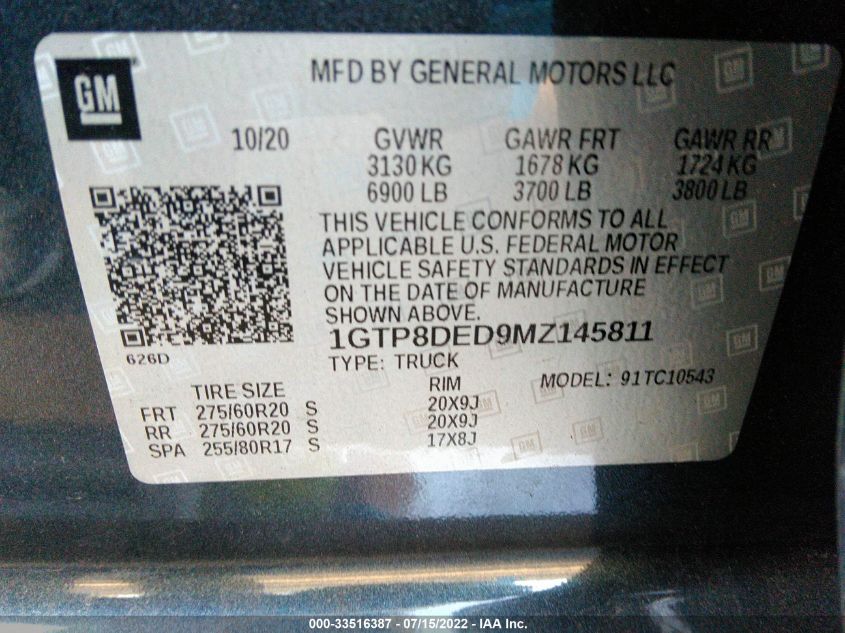 GM
MFD BY GENERAL MOTORS LLC
10/20 GVWR GAWR FRT GAWR RR
3130 KG 1678 KG 1724 KG
6900 LB 3700 LB 3800 LB
THIS VEHICLE CONFORMS TO ALL
APPLICABLE U.S. FEDERAL MOTOR
VEHICLE SAFETY STANDARDS IN EFFECT
ON THE DATE OF MANUFACTURE
SHOWN ABOVE.
626D
1GTP8DED9MZ145811
TYPE: TRUCK
MODEL: 91TC10543
TIRE SIZE RIM
FRT 275/60R20 S 20X9J
RR 275/60R20 S 20X9J
SPA 255/80R17 S 17X8J
000-33516387 - 07/15/2022 - IAA Inc.